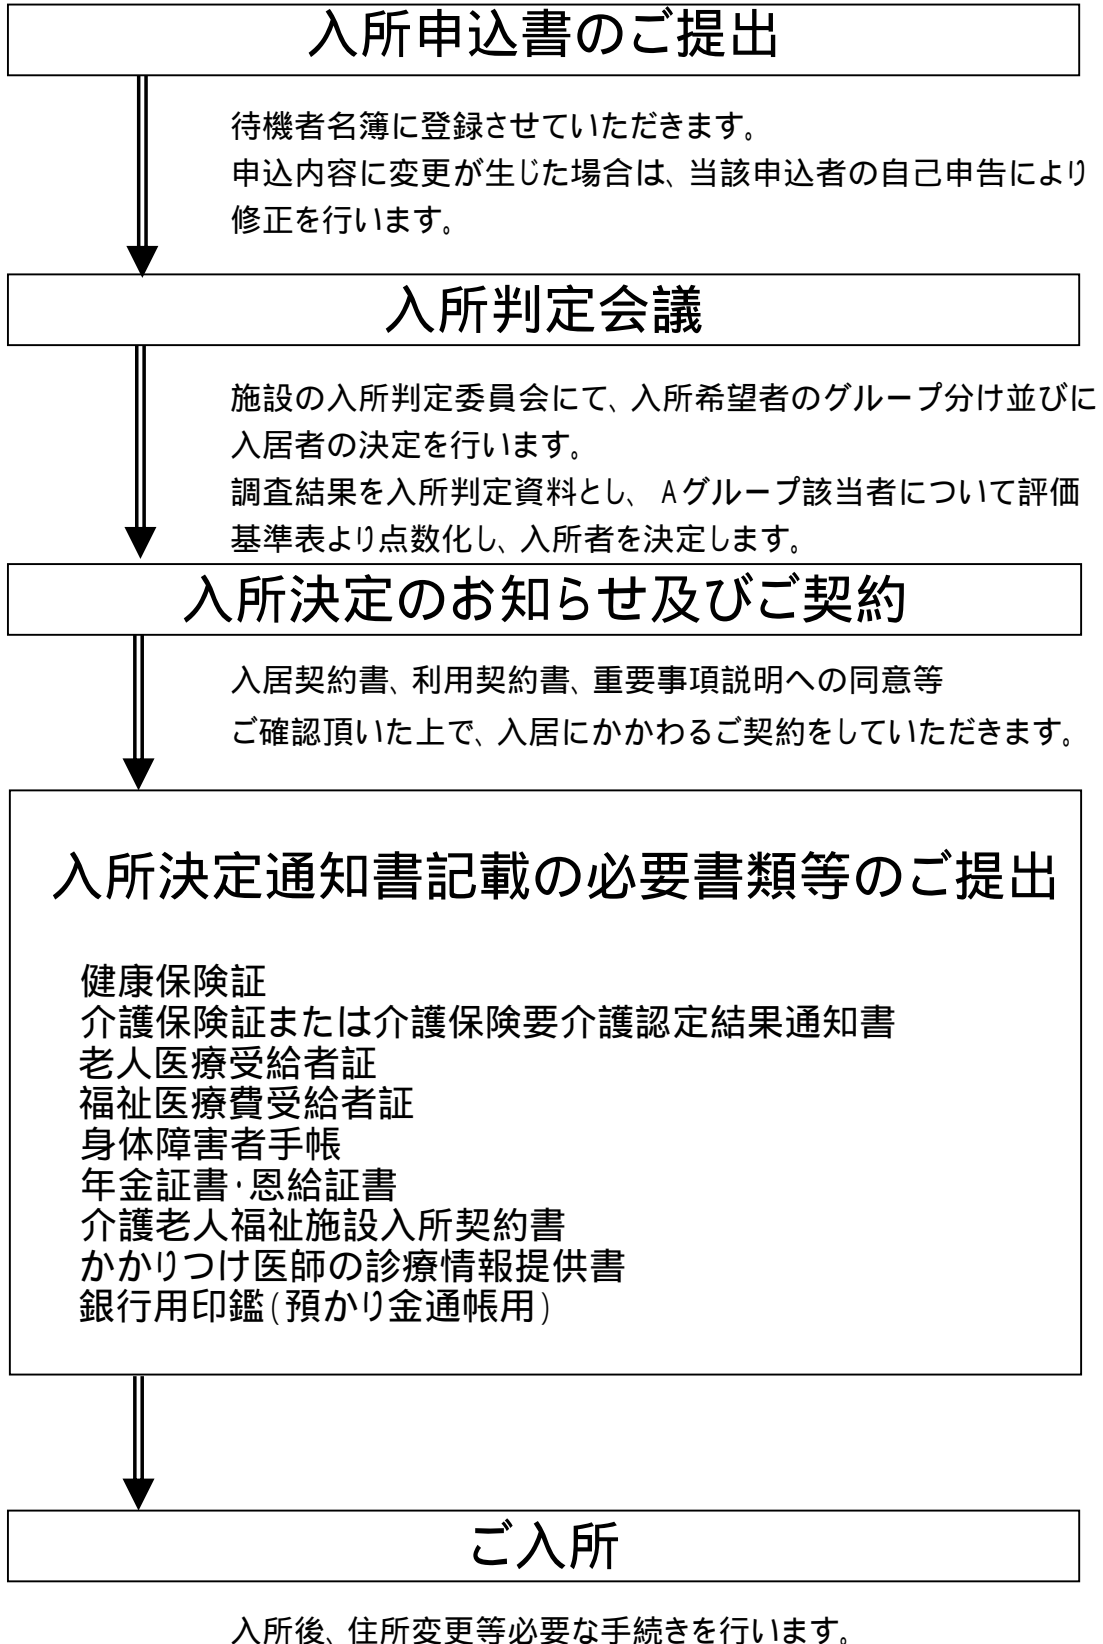 入所申込書のご提出
待機者名簿に登録させていただきます。
申込内容に変更が生じた場合は、当該申込者の自己申告により
修正を行います。
入所判定会議
施設の入所判定委員会にて、入所希望者のグループ分け並びに
入居者の決定を行います。
調査結果を入所判定資料とし、Aグループ該当者について評価
基準表より点数化し、入所者を決定します。
入所決定のお知らせ及びご契約
入居契約書、利用契約書、重要事項説明への同意等
ご確認頂いた上で、入居にかかわるご契約をしていただきます。
入所決定通知書記載の必要書類等のご提出
健康保険証
介護保険証または介護保険要介護認定結果通知書
老人医療受給者証
福祉医療費受給者証
身体障害者手帳
年金証書・恩給証書
介護老人福祉施設入所契約書
かかりつけ医師の診療情報提供書
銀行用印鑑(預かり金通帳用)
ご入所
入所後、住所変更等必要な手続きを行います。